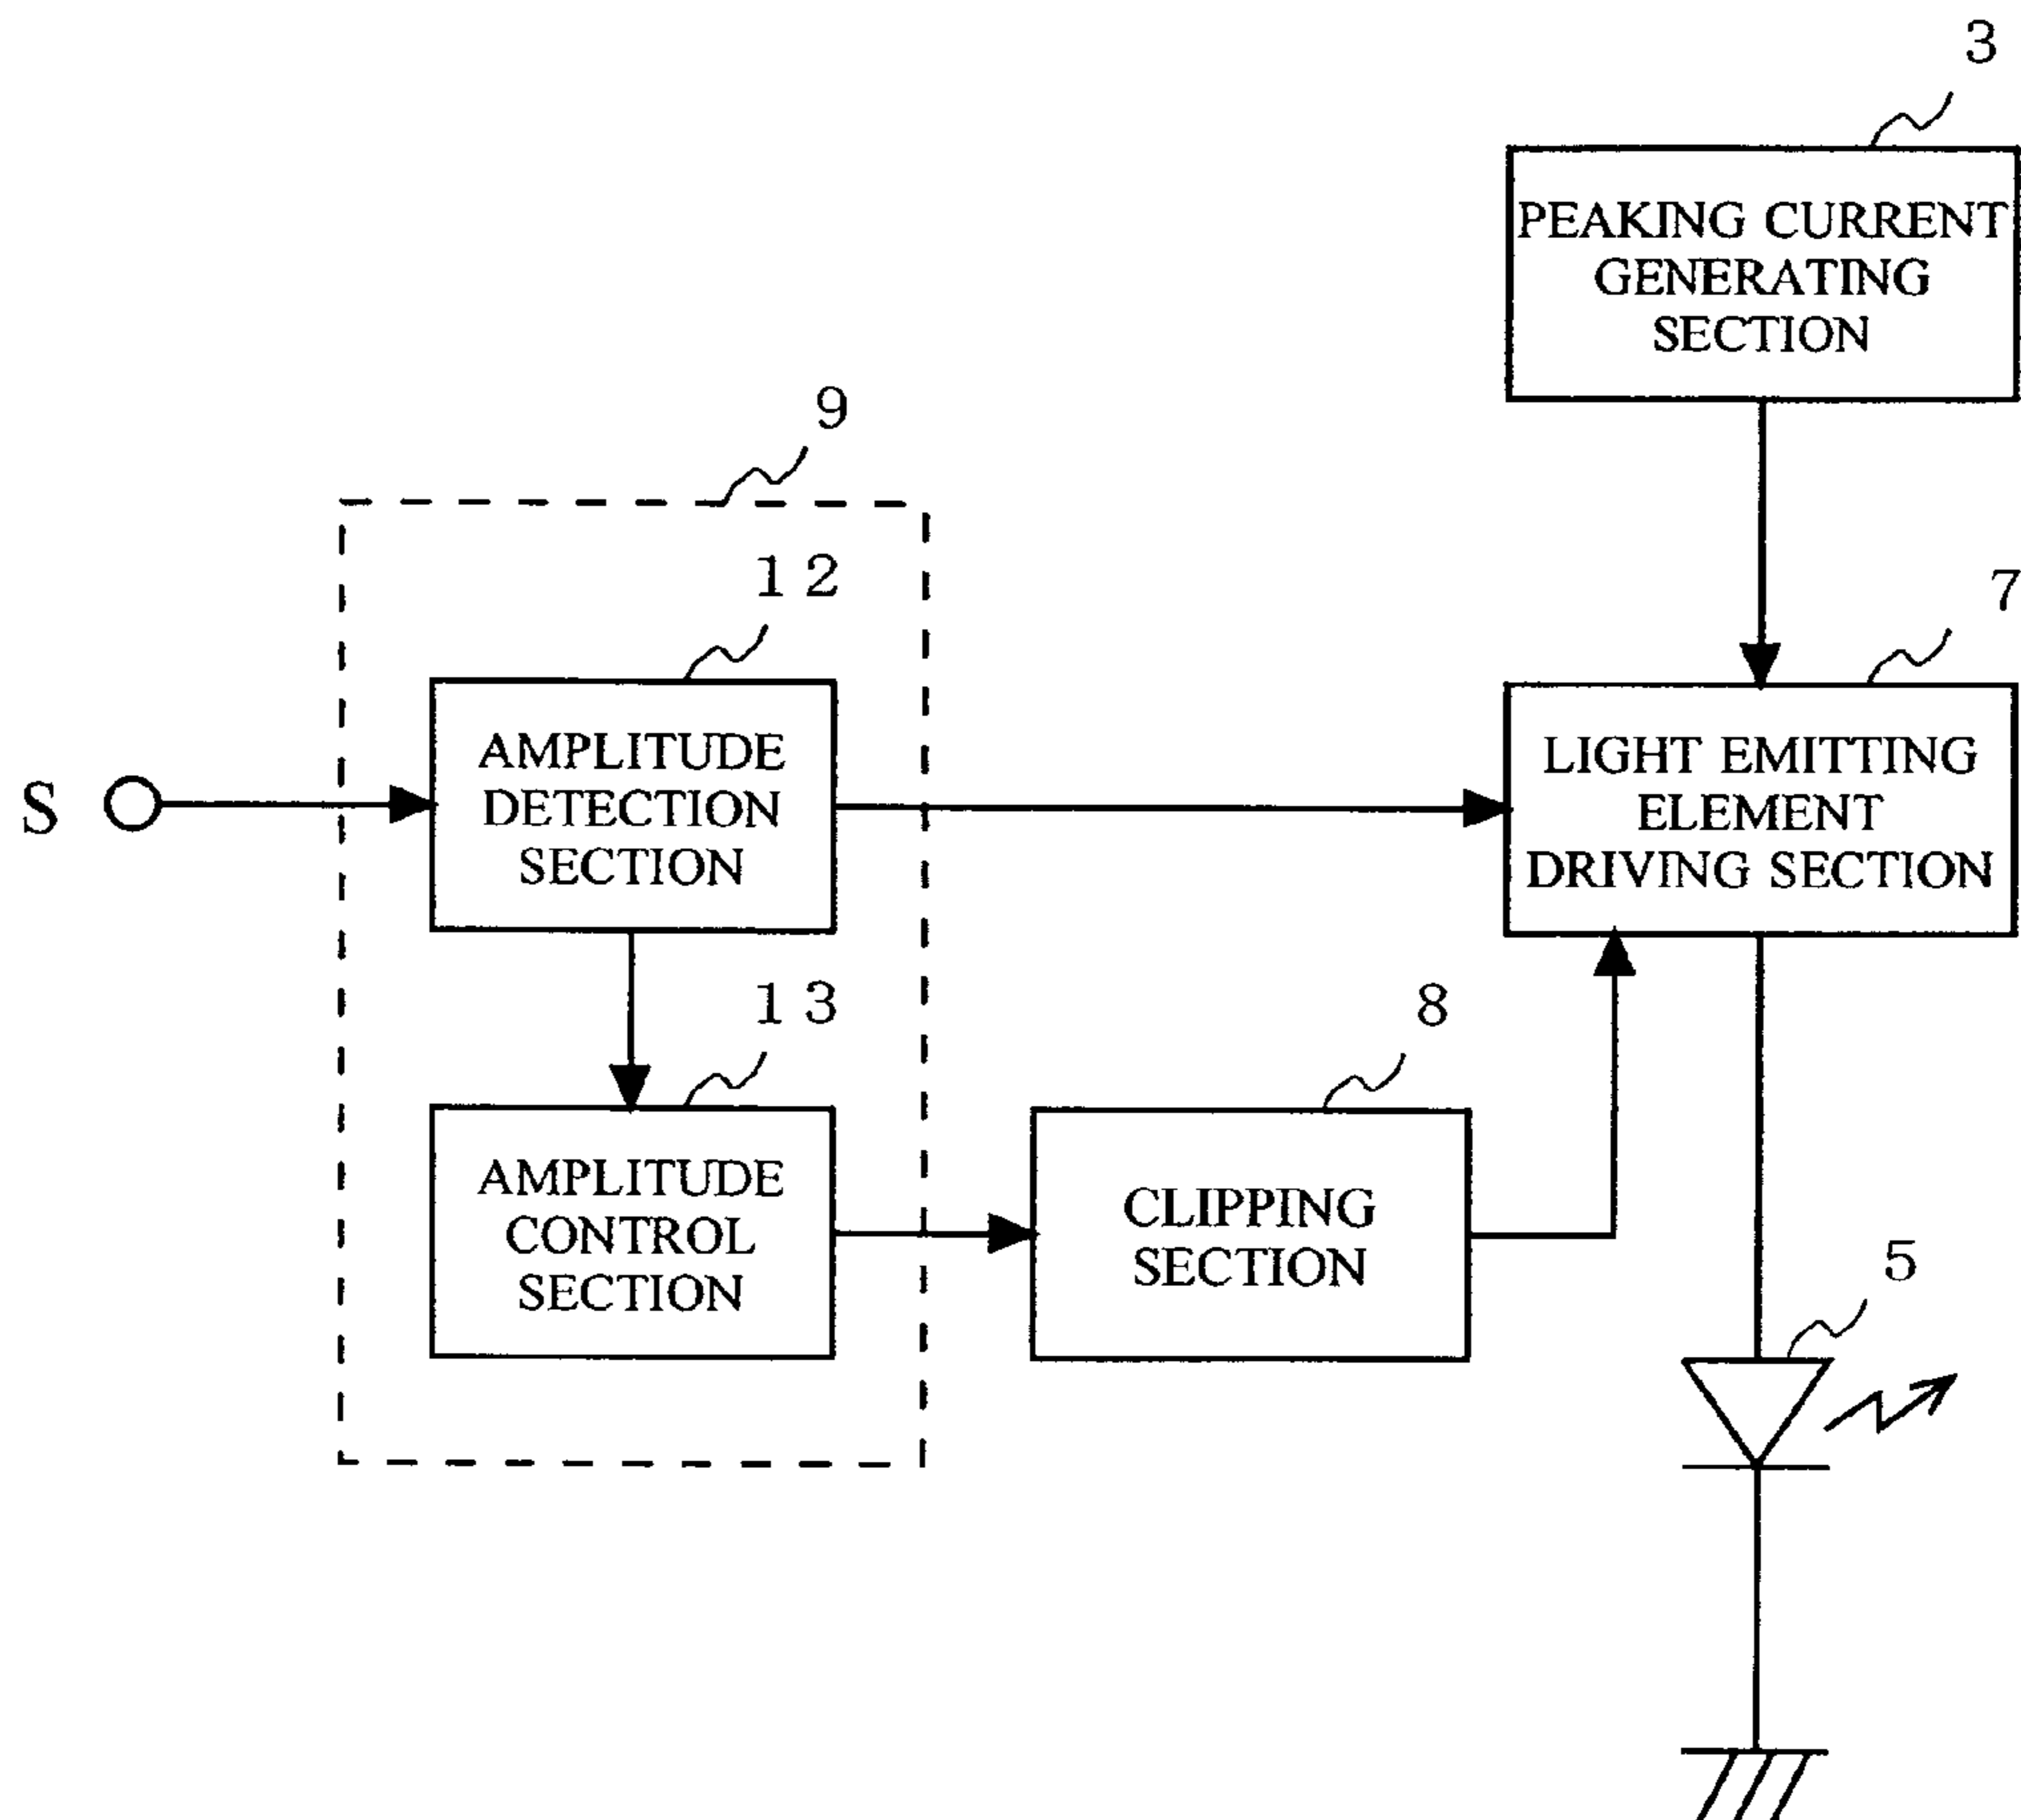 3
PEAKING CURRENT
GENERATING
SECTION
9
12
7
S
AMPLITUDE
DETECTION
SECTION
LIGHT EMITTING
ELEMENT
DRIVING SECTION
13
8
AMPLITUDE
CONTROL
SECTION
CLIPPING
SECTION
5